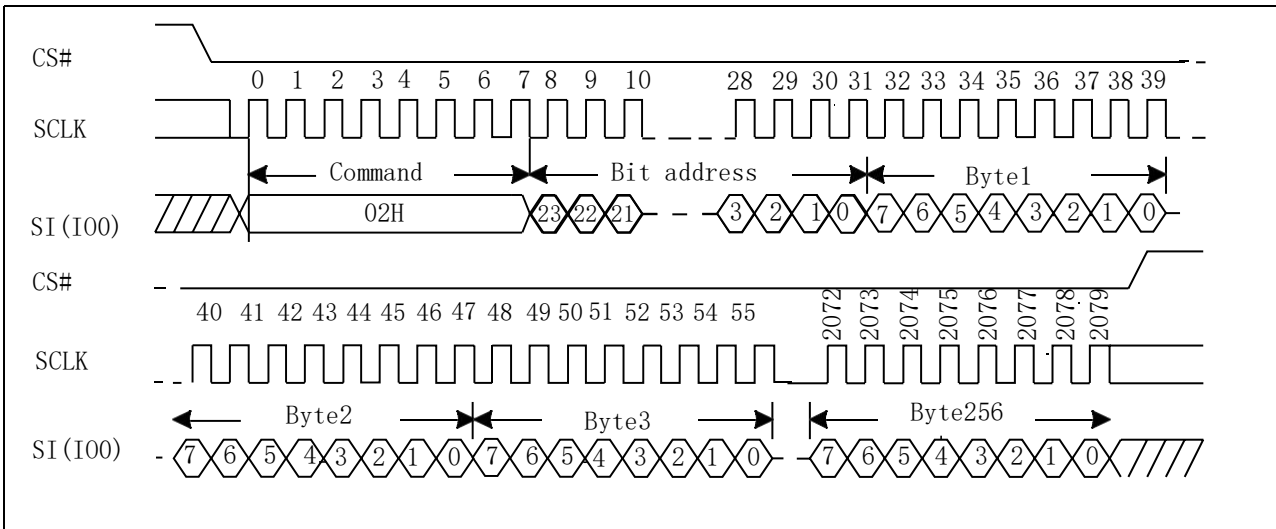 CS#
0 1 2 3 4 5 6 7 8 9 10 28 29 30 31 32 33 34 35 36 37 38 39
SCLK
Command Bit address Byte1
SI(IO0) 02H 23 22 21 3 2 1 0 7 6 5 4 3 2 1 0
CS#
40 41 42 43 44 45 46 47 48 49 50 51 52 53 54 55 2072 2073 2074 2075 2076 2077 2078 2079
SCLK
Byte2 Byte3 Byte256
SI(IO0) 7 6 5 4 3 2 1 0 7 6 5 4 3 2 1 0 7 6 5 4 3 2 1 0